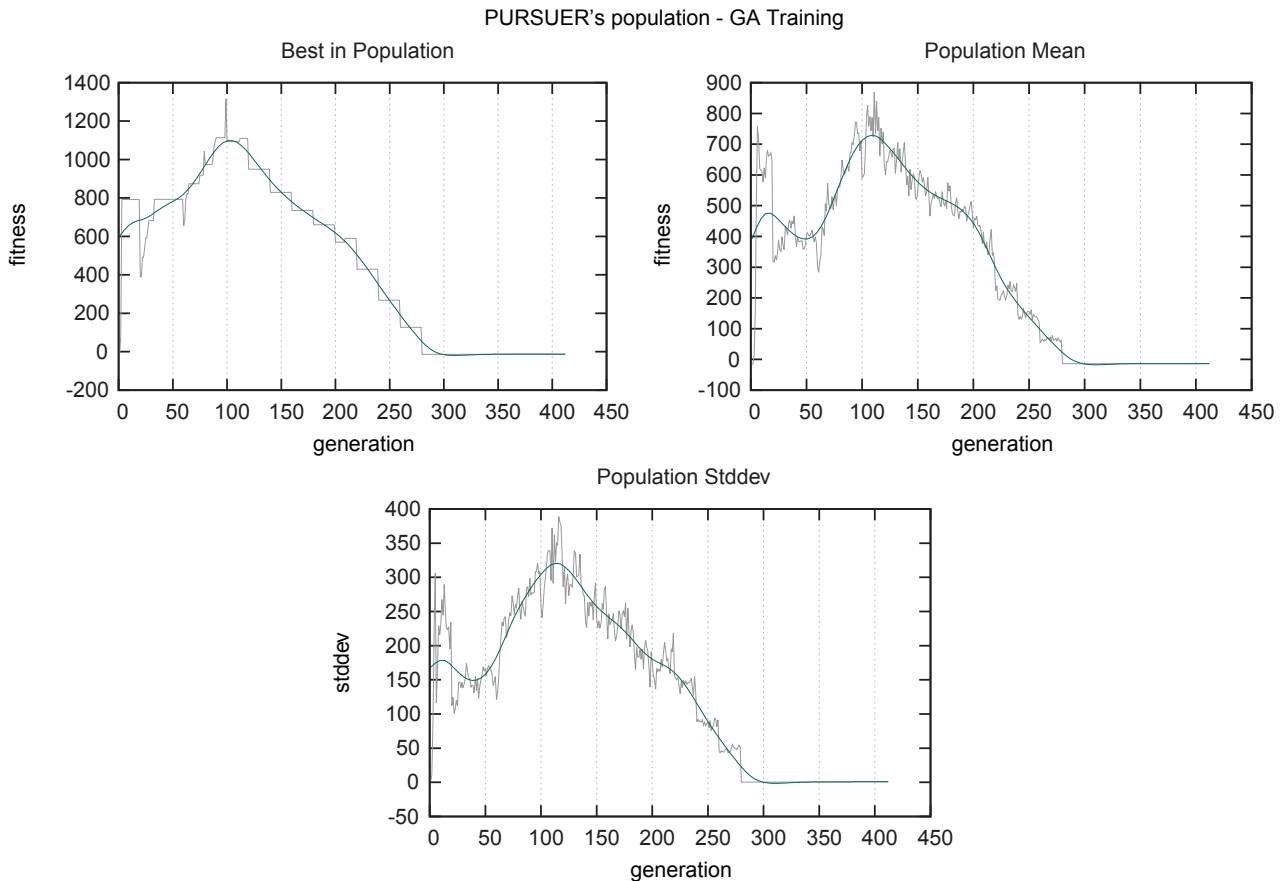 PURSUER's population - GA Training
Best in Population
1400
1200
1000
800
600
400
200
0
-200
fitness
0 50 100 150 200 250 300 350 400 450
generation
Population Mean
900
800
700
600
500
400
300
200
100
0
-100
fitness
0 50 100 150 200 250 300 350 400 450
generation
Population Stddev
400
350
300
250
200
150
100
50
0
-50
stddev
0 50 100 150 200 250 300 350 400 450
generation